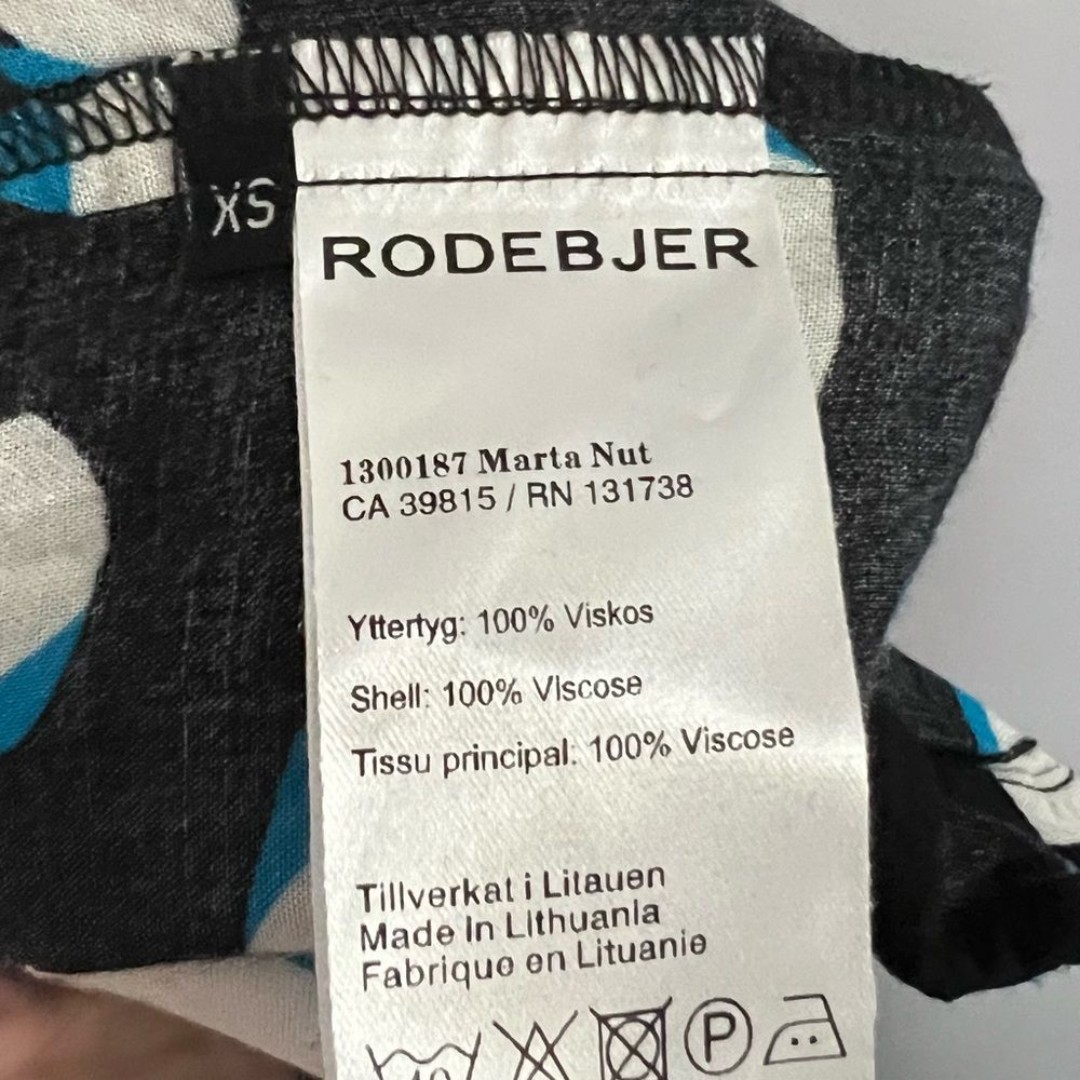 XS
RODEBJER
1300187 Marta Nut
CA 39815 / RN 131738
Yttertyg: 100% Viskos
Shell: 100% Viscose
Tissu principal: 100% Viscose
Tillverkat i Litauen
Made In Lithuania
Fabrique en Lituanie
P